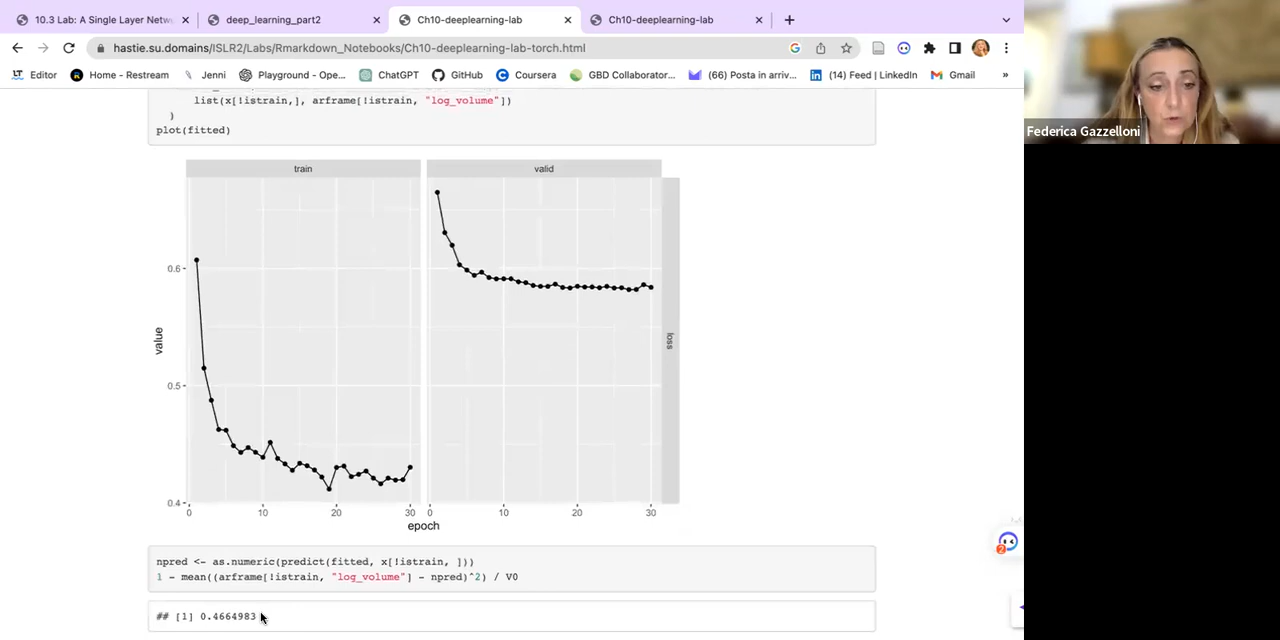 10.3 Lab: A Single Layer Netw
deep_learning_part2
Ch10-deeplearning-lab
Ch10-deeplearning-lab
hastie.su.domains/ISLR2/Labs/Rmarkdown_Notebooks/Ch10-deeplearning-lab-torch.html
Editor
Home - Restream
Jenni
Playground - Ope...
ChatGPT
GitHub
Coursera
GBD Collaborator...
(66) Posta in arriv...
(14) Feed | LinkedIn
Gmail
»
Federica Gazzelloni
list(x[!istrain,], arframe[!istrain, "log_volume"])
)
plot(fitted)
train
valid
0.6
0.5
0.4
value
loss
0 10 20 30 0 10 20 30
epoch
npred <- as.numeric(predict(fitted, x[!istrain, ]))
1 - mean((arframe[!istrain, "log_volume"] - npred)^2) / V0
## [1] 0.4664983
2